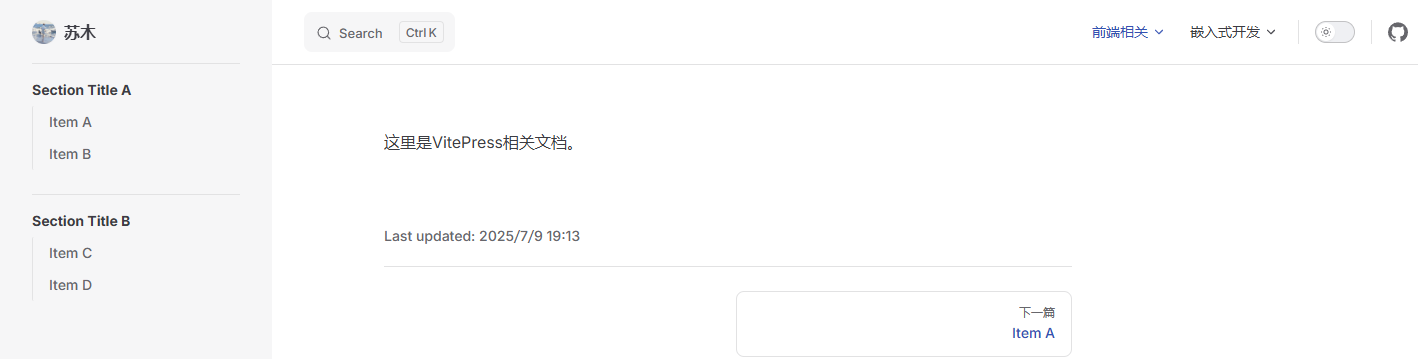 苏木
Search Ctrl K
前端相关 嵌入式开发
Section Title A
Item A
Item B
Section Title B
Item C
Item D
这里是VitePress相关文档。
Last updated: 2025/7/9 19:13
下一篇
Item A